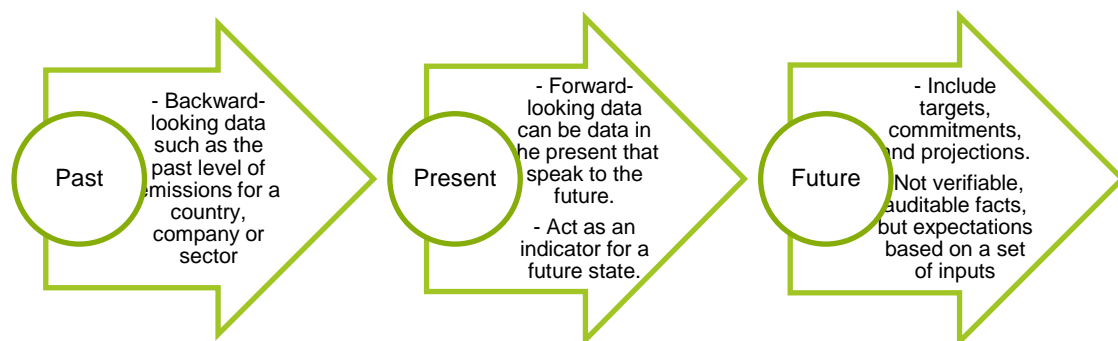 Past
- Backward-
looking data
such as the
past level of
emissions for a
country,
company or
sector
Present
- Forward-
looking data
can be data in
the present that
speak to the
future.
- Act as an
indicator for a
future state.
Future
- Include
targets,
commitments,
and projections.
Not verifiable,
auditable facts,
but expectations
based on a set
of inputs